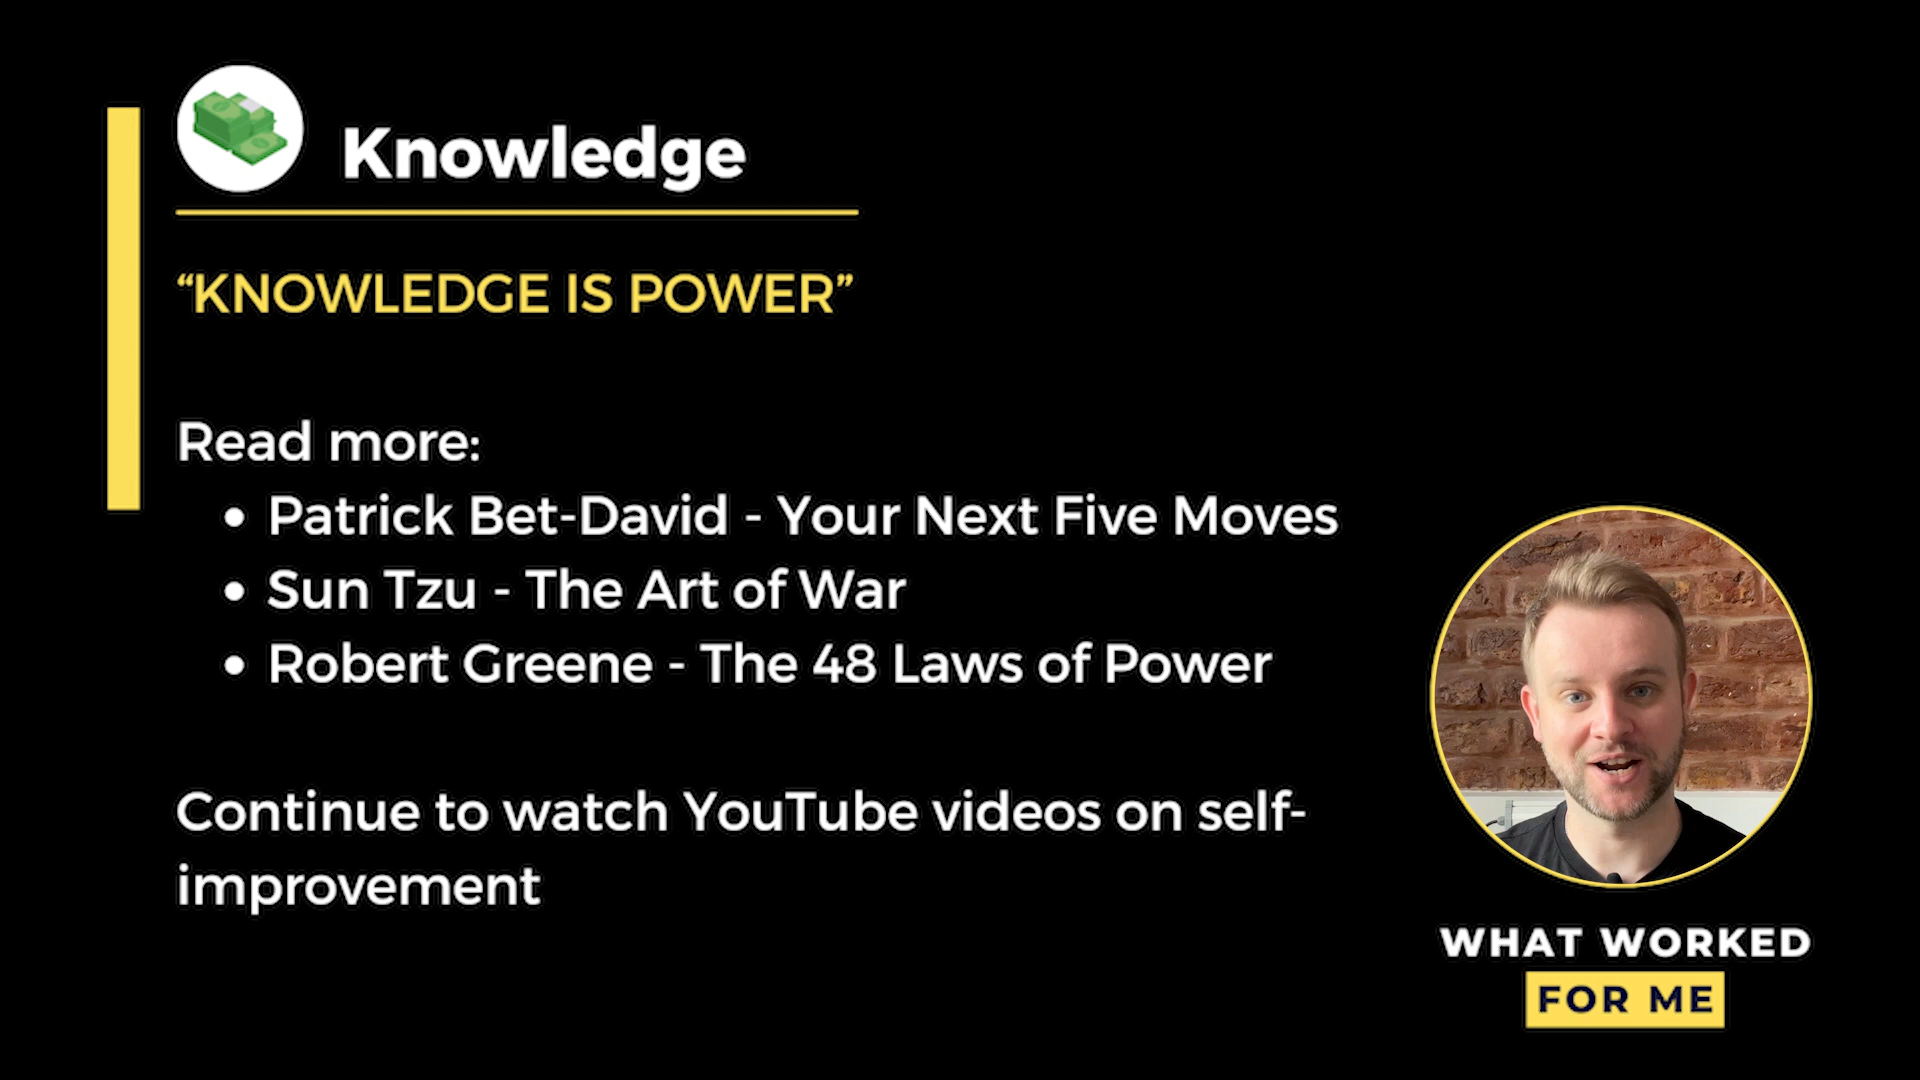 Knowledge
“KNOWLEDGE IS POWER”
Read more:
• Patrick Bet-David - Your Next Five Moves
• Sun Tzu - The Art of War
• Robert Greene - The 48 Laws of Power
Continue to watch YouTube videos on self-
improvement
WHAT WORKED
FOR ME